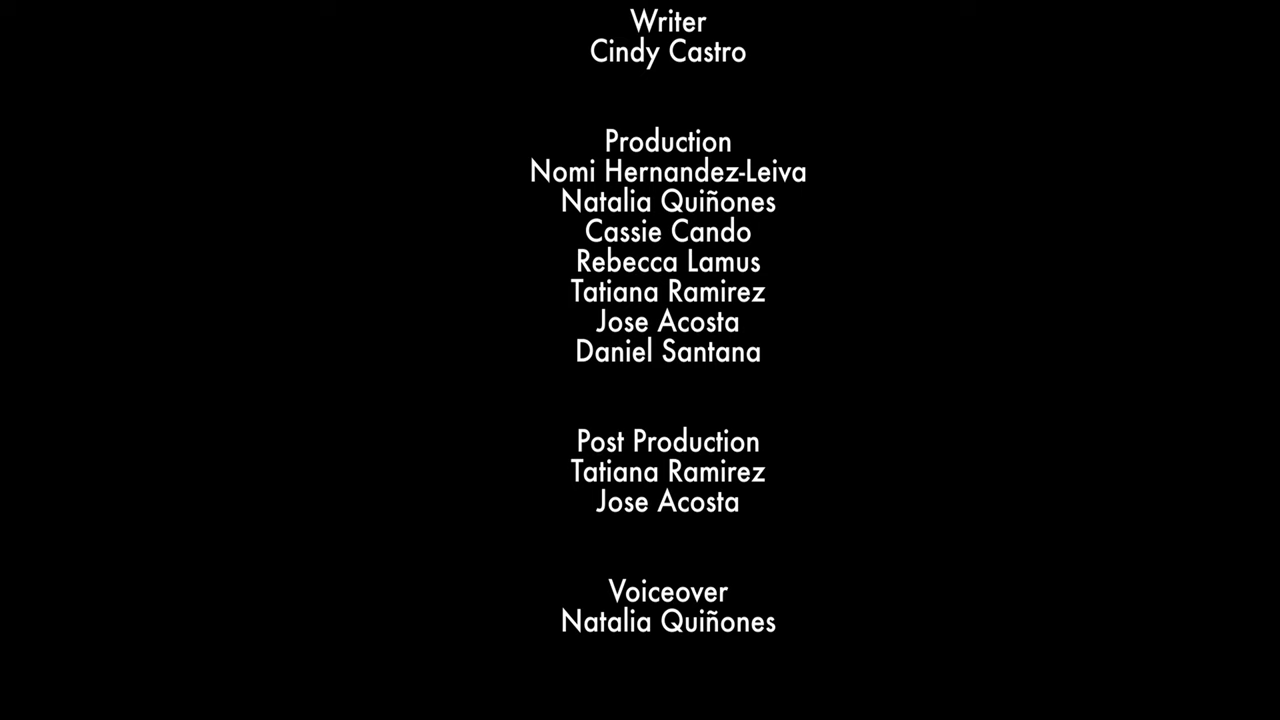 Writer
Cindy Castro
Production
Nomi Hernandez-Leiva
Natalia Quiñones
Cassie Cando
Rebecca Lamus
Tatiana Ramirez
Jose Acosta
Daniel Santana
Post Production
Tatiana Ramirez
Jose Acosta
Voiceover
Natalia Quiñones